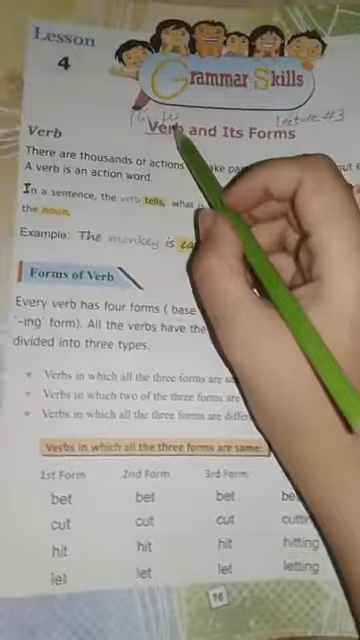 Lesson
4
Grammar Skills
Lecture #3
Verb and Its Forms
Verb
There are thousands of actions
A verb is an action word.
In a sentence, the verb tells, what
the noun.
Example: The monkey is
Forms of Verb
Every verb has four forms ( base
'-ing' form). All the verbs have the
divided into three types.
Verbs in which all the three forms are
Verbs in which two of the three forms are
Verbs in which all the three forms are
Verbs in which all the three forms are same:
1st Form 2nd Form 3rd Form
bet bet bet
cut cut cut
hit hit hit hitting
let let let letting
16